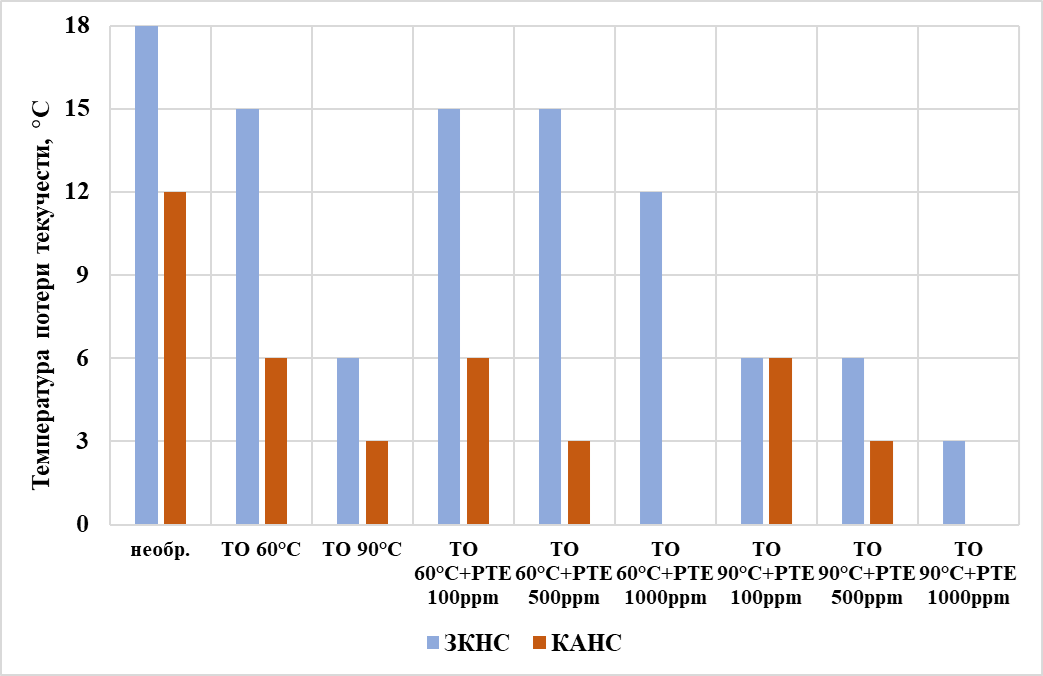 Температура потери текучести, °С
18
15
12
9
6
3
0
необр.
ТО 60°С
ТО 90°С
ТО
60°С+PTE
100ppm
ТО
60°С+PTE
500ppm
ТО
60°С+PTE
1000ppm
ТО
90°С+PTE
100ppm
ТО
90°С+PTE
500ppm
ТО
90°С+PTE
1000ppm
ЗКНС
КАНС